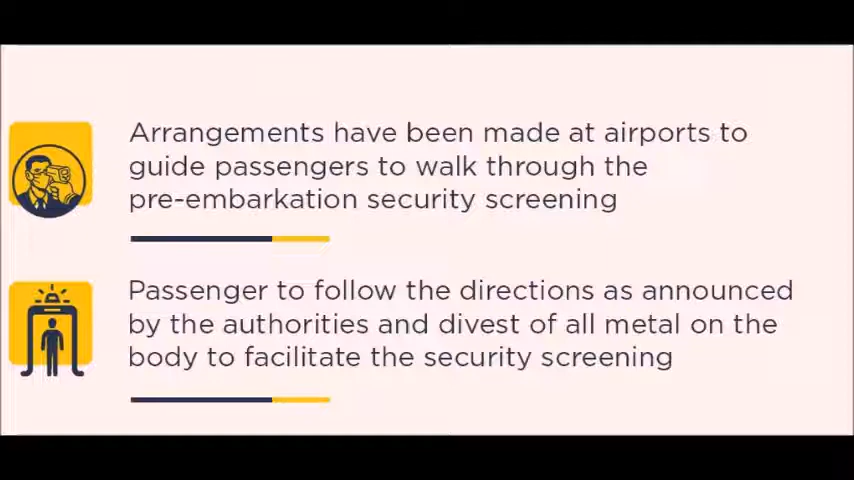 Arrangements have been made at airports to
guide passengers to walk through the
pre-embarkation security screening
Passenger to follow the directions as announced
by the authorities and divest of all metal on the
body to facilitate the security screening